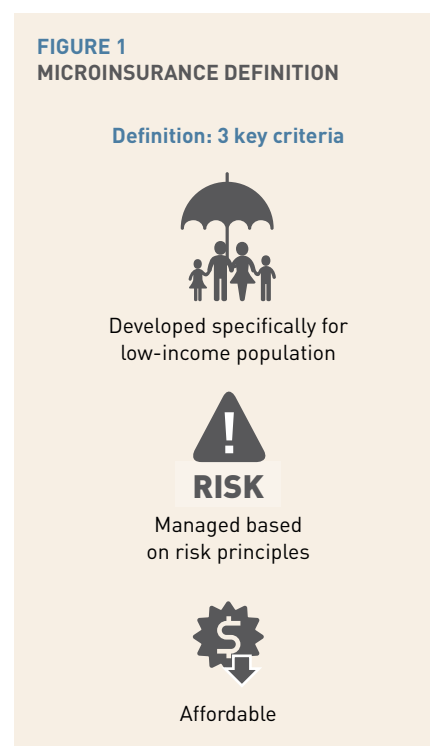 FIGURE 1
MICROINSURANCE DEFINITION
Definition: 3 key criteria
Developed specifically for
low-income population
!
RISK
Managed based
on risk principles
$
Affordable